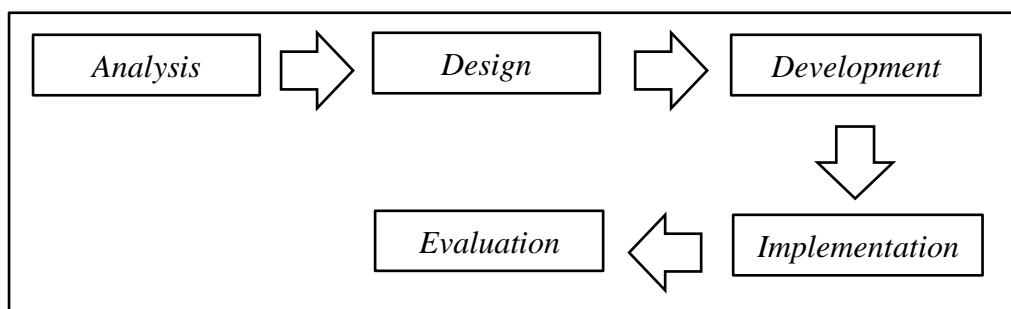 Analysis
Design
Development
Implementation
Evaluation